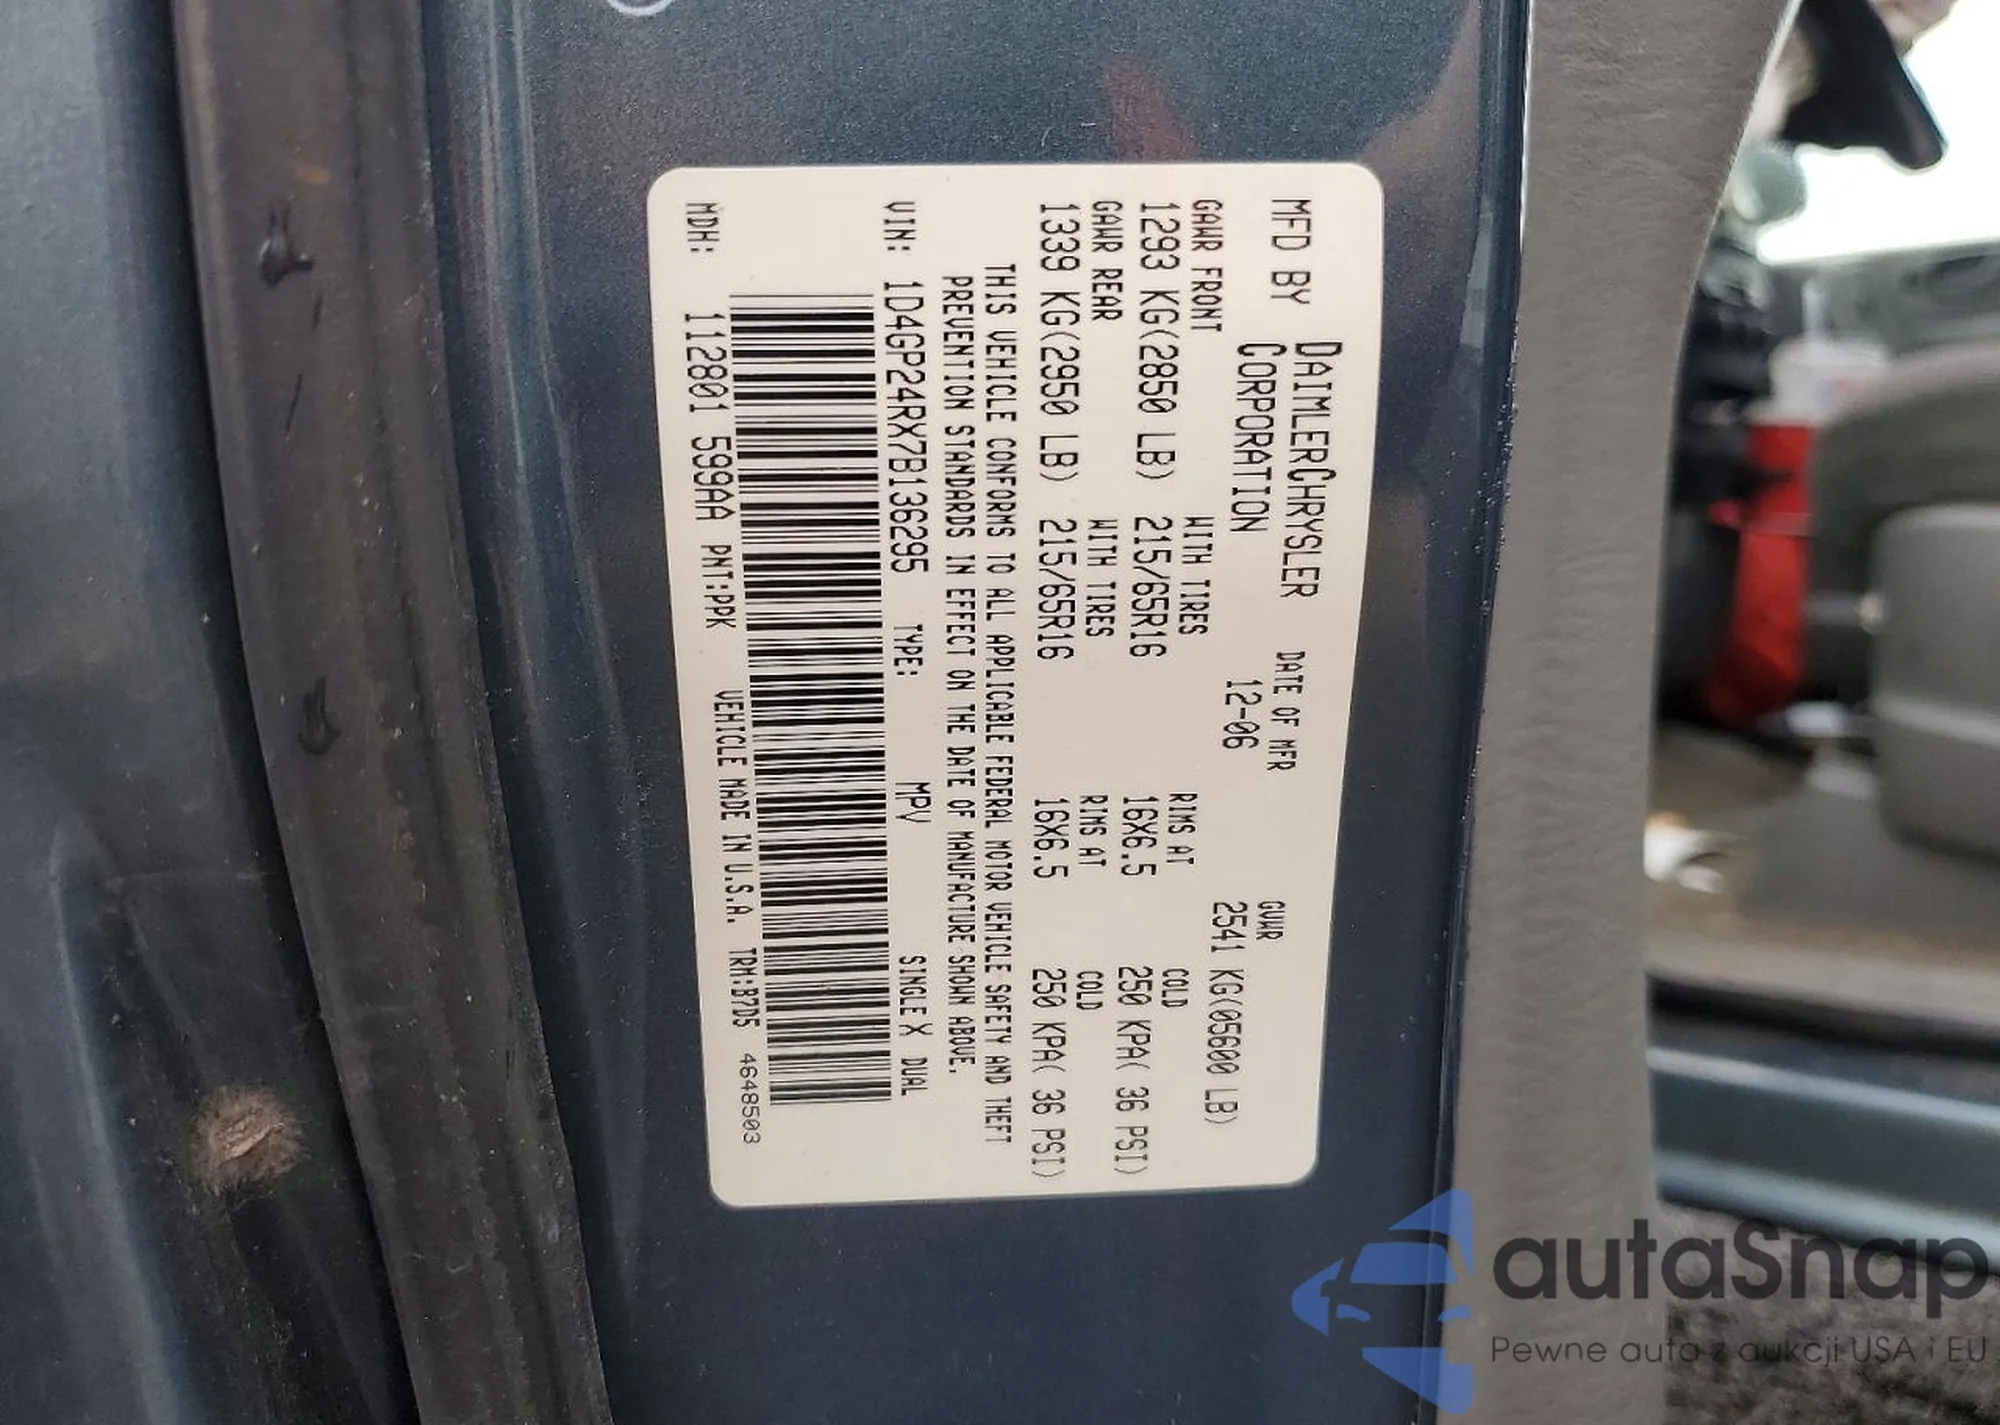 MFD BY DAIMLERCHRYSLER CORPORATION DATE OF MFR 12-06 GVWR 2541 KG(05600 LB)
GAWR FRONT WITH TIRES RIMS AT COLD
1293 KG(2850 LB) 215/65R16 16X6.5 250 KPA( 36 PSI)
GAWR REAR WITH TIRES RIMS AT COLD
1339 KG(2950 LB) 215/65R16 16X6.5 250 KPA( 36 PSI)
THIS VEHICLE CONFORMS TO ALL APPLICABLE FEDERAL MOTOR VEHICLE SAFETY AND THEFT
PREVENTION STANDARDS IN EFFECT ON THE DATE OF MANUFACTURE SHOWN ABOVE.
VIN: 1D4GP24RX7B136295 TYPE: MPV SINGLE X DUAL
MDH: 112801 599AA PNT:PPK VEHICLE MADE IN U.S.A. TRM:B7D5 4648503
autaSnap
Pewne auta z aukcji USA i EU